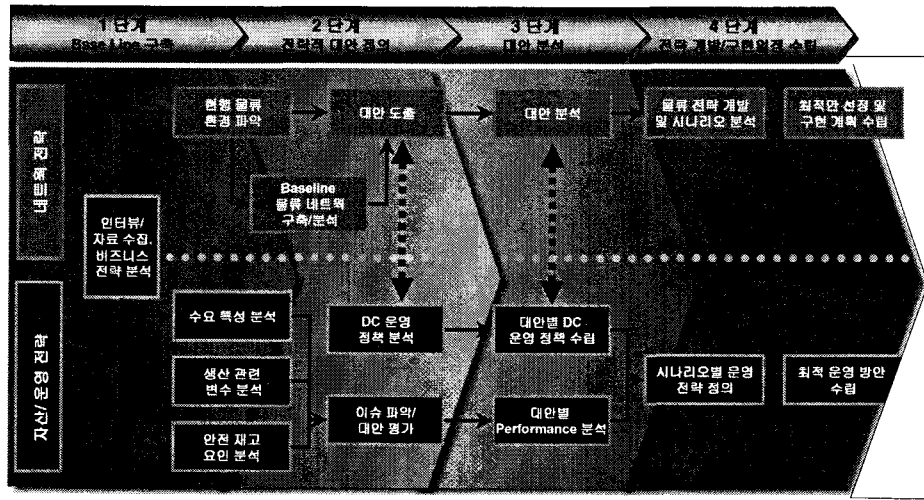 1 단계
Base Line 구축
2 단계
전략적 대안 정의
3 단계
대안 분석
4 단계
전략 개발/구현일정 수립
네트웍 전략
현행 물류
환경 파악
대안 도출
대안 분석
물류 전략 개발
및 시나리오 분석
최적안 선정 및
구현 계획 수립
Baseline
물류 네트웍
구축/분석
인터뷰/
자료 수집,
비즈니스
전략 분석
자산/운영 전략
수요 특성 분석
DC 운영
정책 분석
대안별 DC
운영 정책 수립
생산 관련
변수 분석
시나리오별 운영
전략 정의
최적 운영 방안
수립
안전 재고
요인 분석
이슈 파악/
대안 평가
대안별
Performance 분석